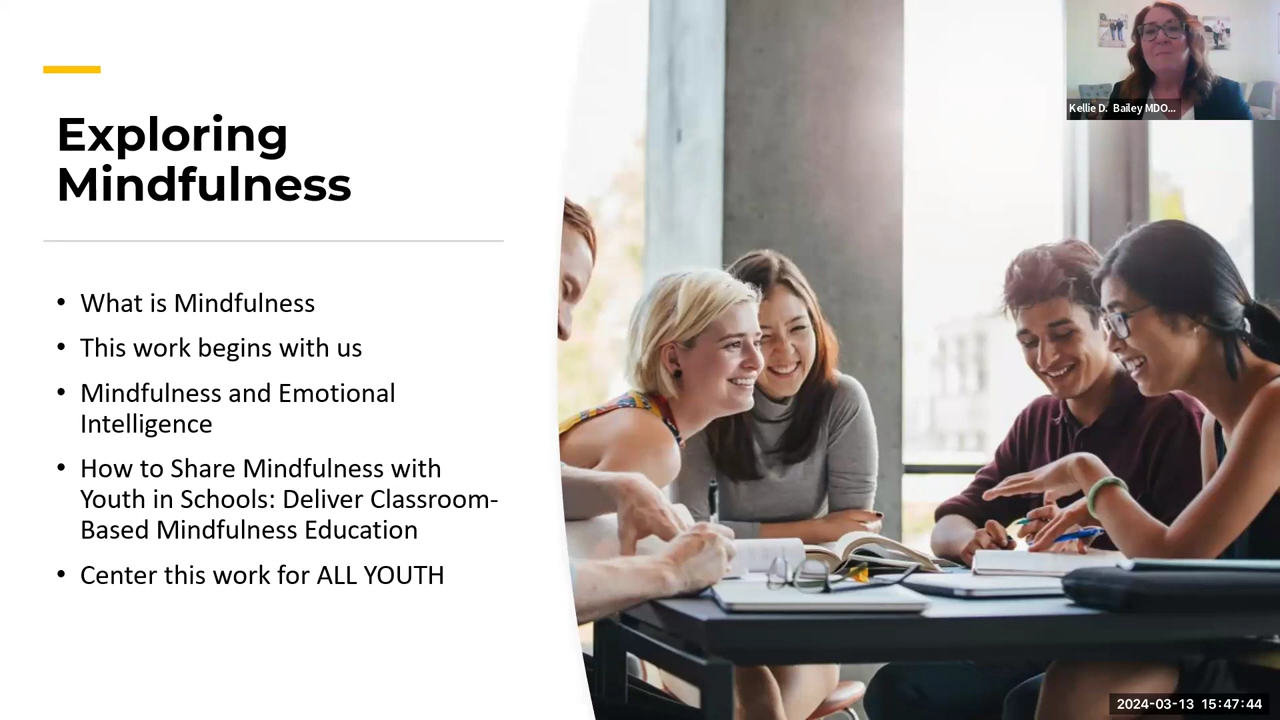 Exploring
Mindfulness
• What is Mindfulness
• This work begins with us
• Mindfulness and Emotional
Intelligence
• How to Share Mindfulness with
Youth in Schools: Deliver Classroom-
Based Mindfulness Education
• Center this work for ALL YOUTH
Kellie D. Bailey MDO...
2024-03-13 15:47:44